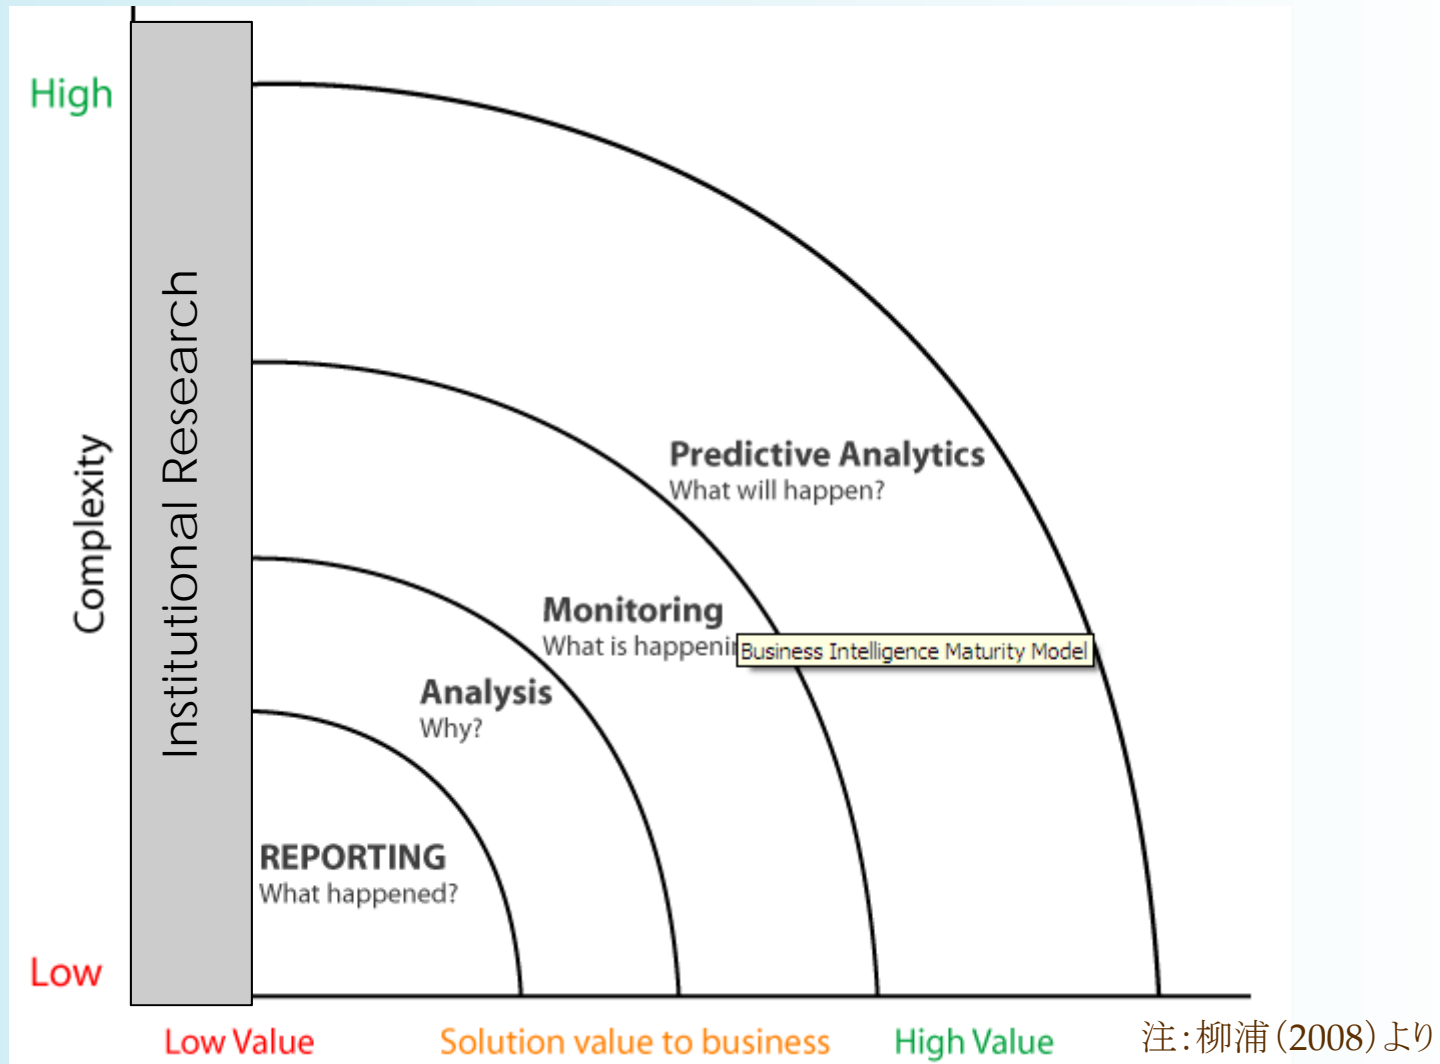 High
Institutional Research
Complexity
Predictive Analytics
What will happen?
Monitoring
What is happenin
Business Intelligence Maturity Model
Analysis
Why?
REPORTING
What happened?
Low
Low Value
Solution value to business
High Value
注:柳浦(2008)より